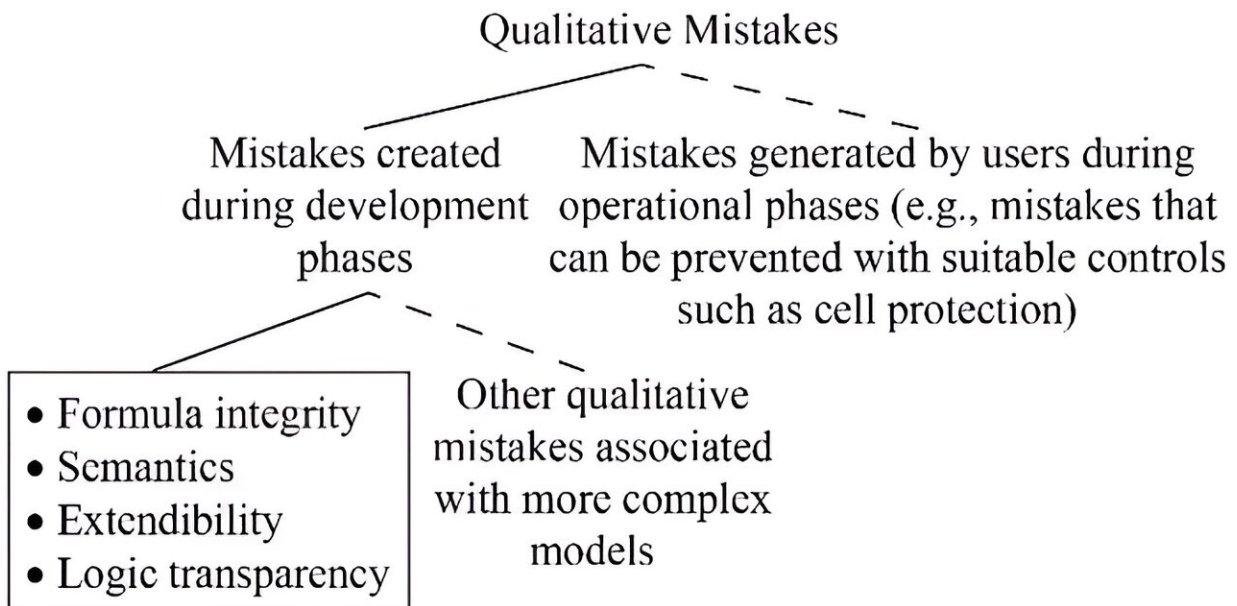 Qualitative Mistakes
Mistakes created
during development
phases
Mistakes generated by users during
operational phases (e.g., mistakes that
can be prevented with suitable controls
such as cell protection)
• Formula integrity
• Semantics
• Extendibility
• Logic transparency
Other qualitative
mistakes associated
with more complex
models